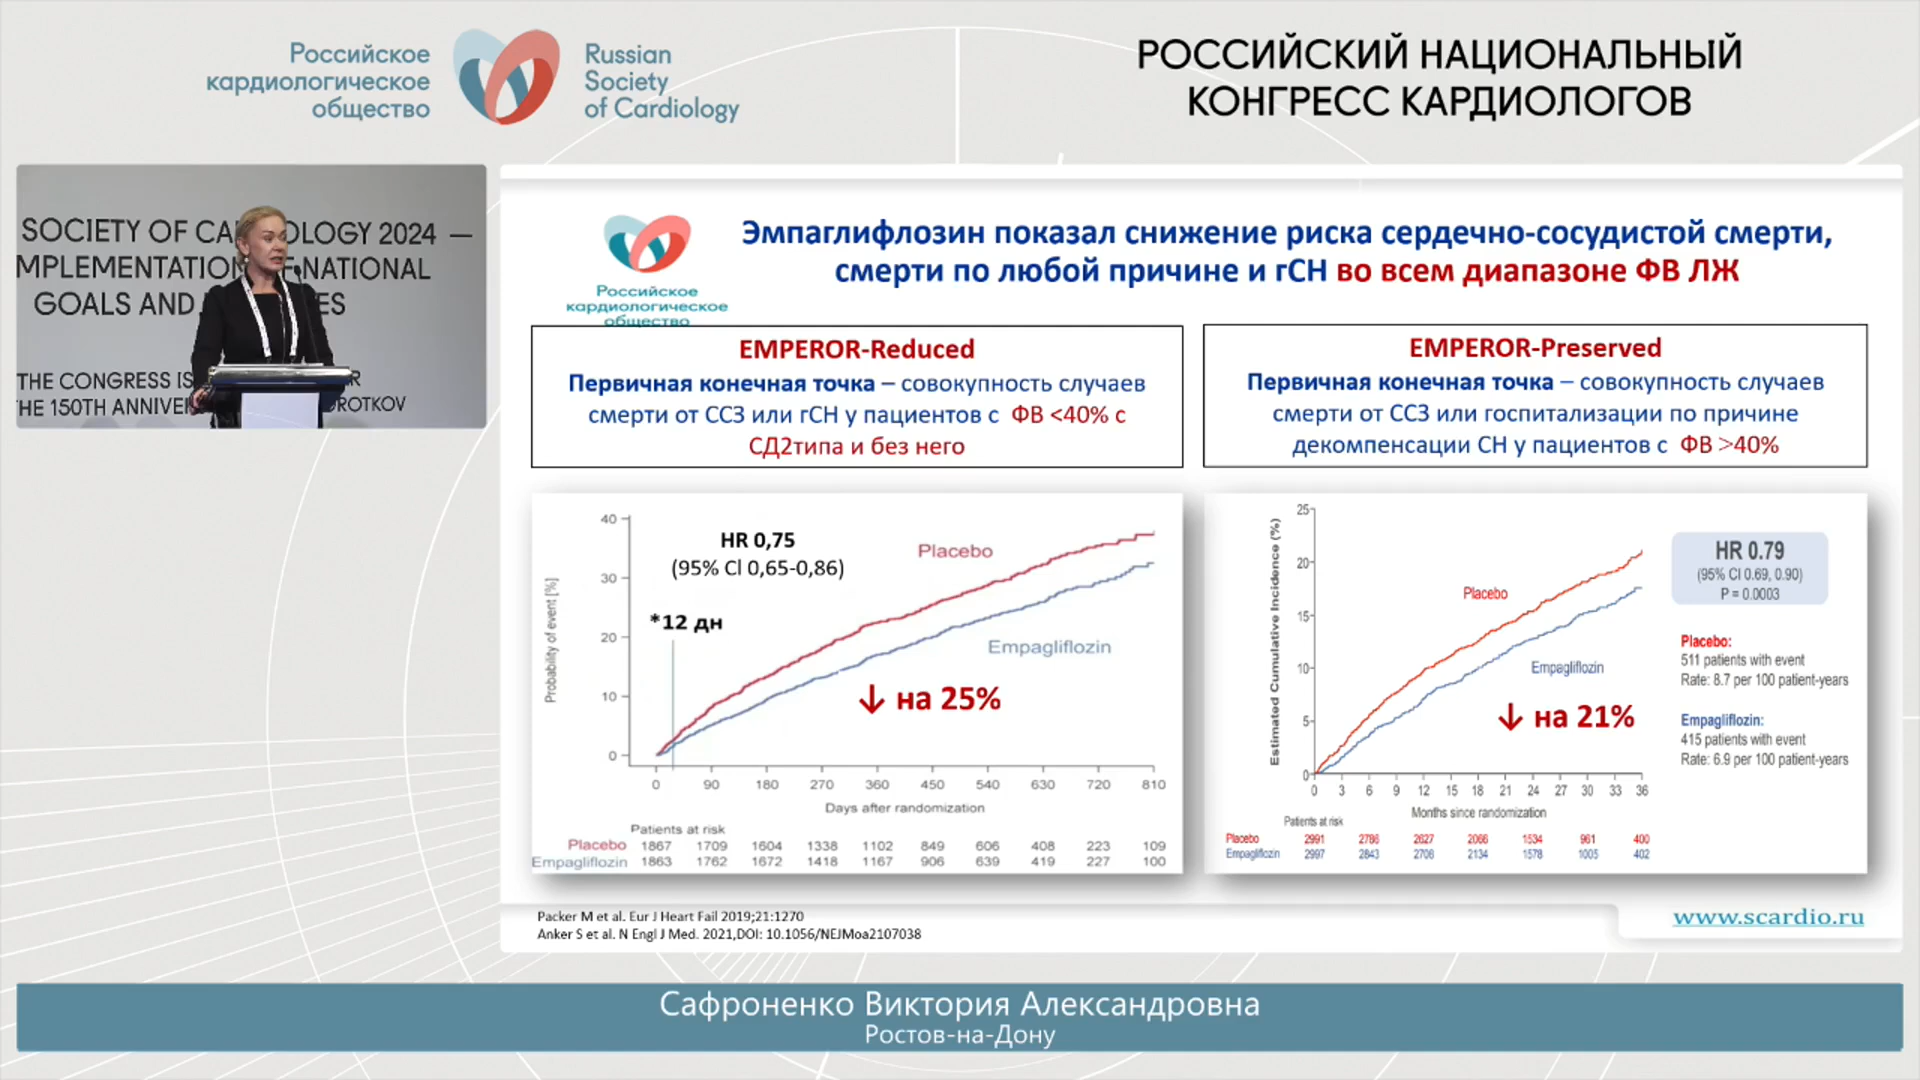 Российское
кардиологическое
общество
Russian
Society
of Cardiology
РОССИЙСКИЙ НАЦИОНАЛЬНЫЙ
КОНГРЕСС КАРДИОЛОГОВ
SOCIETY OF CA OLOGY 2024 —
MPLEMENTATION NATIONAL
GOALS AND ES
THE CONGRESS IS R
HE 150TH ANNIVE ROTKOV
Российское
кардиологическое
общество
Эмпаглифлозин показал снижение риска сердечно-сосудистой смерти,
смерти по любой причине и гСН во всем диапазоне ФВ ЛЖ
EMPEROR-Reduced
Первичная конечная точка – совокупность случаев
смерти от ССЗ или гСН у пациентов с ФВ <40% с
СД2типа и без него
EMPEROR-Preserved
Первичная конечная точка – совокупность случаев
смерти от ССЗ или госпитализации по причине
декомпенсации СН у пациентов с ФВ >40%
Probability of event [%]
40
30
20
10
0
HR 0,75
(95% Cl 0,65-0,86)
*12 дн
Placebo
Empagliflozin
↓ на 25%
0 90 180 270 360 450 540 630 720 810
Days after randomization
Patients at risk
Placebo 1867 1709 1604 1338 1102 849 606 408 223 109
Empagliflozin 1863 1762 1672 1418 1167 906 639 419 227 100
Estimated Cumulative Incidence (%)
25
20
15
10
5
0
Placebo
Empagliflozin
↓ на 21%
0 3 6 9 12 15 18 21 24 27 30 33 36
Months since randomization
Patients at risk
Placebo 2991 2786 2627 2066 1534 961 400
Empagliflozin 2997 2843 2708 2134 1578 1005 402
HR 0.79
(95% CI 0.69, 0.90)
P = 0.0003
Placebo:
511 patients with event
Rate: 8.7 per 100 patient-years
Empagliflozin:
415 patients with event
Rate: 6.9 per 100 patient-years
Packer M et al. Eur J Heart Fail 2019;21:1270
Anker S et al. N Engl J Med. 2021,DOI: 10.1056/NEJMoa2107038
www.scardio.ru
Сафроненко Виктория Александровна
Ростов-на-Дону